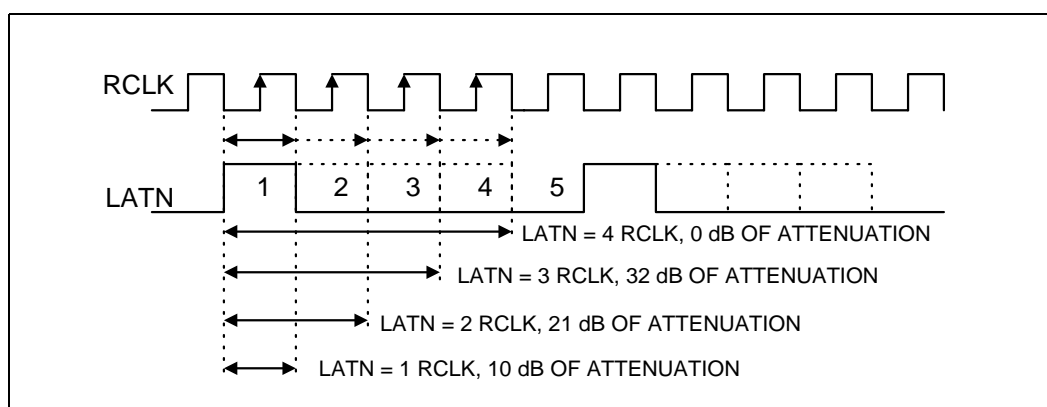 RCLK
LATN
1 2 3 4 5
LATN = 4 RCLK, 0 dB OF ATTENUATION
LATN = 3 RCLK, 32 dB OF ATTENUATION
LATN = 2 RCLK, 21 dB OF ATTENUATION
LATN = 1 RCLK, 10 dB OF ATTENUATION